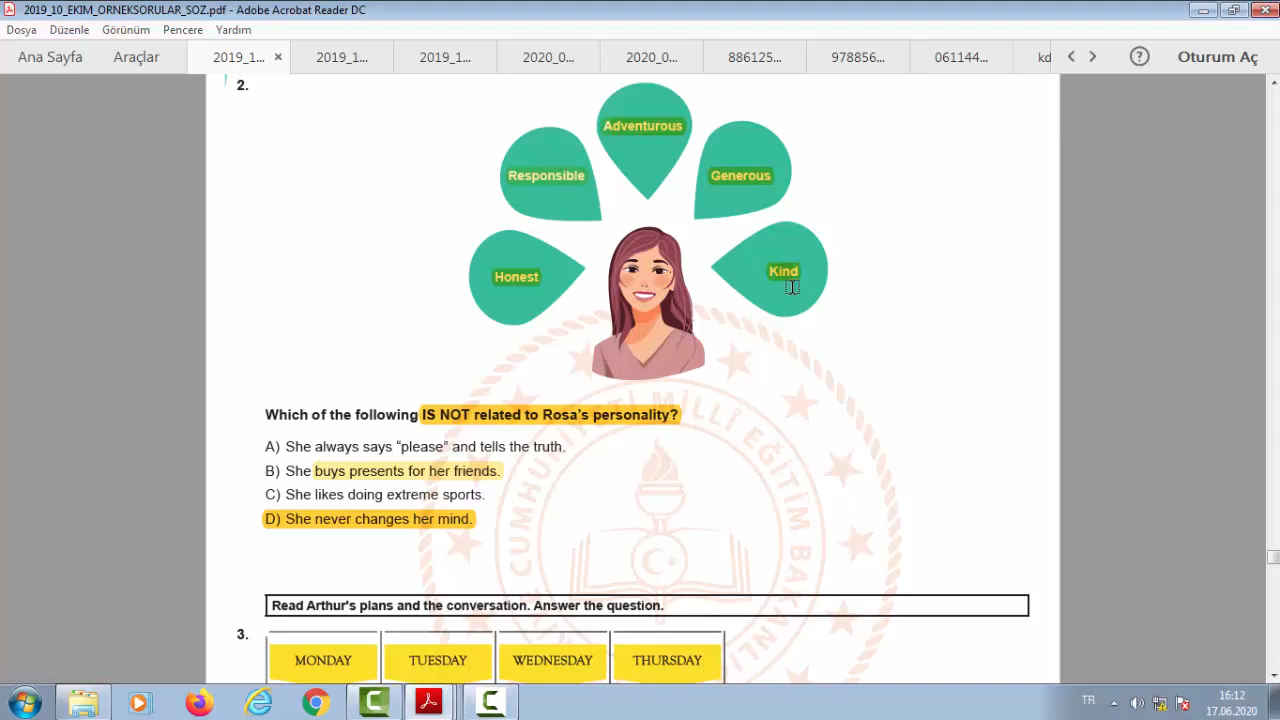 2019_10_EKIM_ORNEKSORULAR_SOZ.pdf - Adobe Acrobat Reader DC
Dosya Düzenle Görünüm Pencere Yardım
Ana Sayfa Araçlar 2019_1... × 2019_1... 2019_1... 2020_0... 2020_0... 886125... 978856... 061144... kd Oturum Aç
2.
Adventurous
Responsible
Generous
Honest
Kind
Which of the following IS NOT related to Rosa's personality?
A) She always says “please” and tells the truth.
B) She buys presents for her friends.
C) She likes doing extreme sports.
D) She never changes her mind.
Read Arthur's plans and the conversation. Answer the question.
3.
MONDAY TUESDAY WEDNESDAY THURSDAY
TR
16:12
17.06.2020